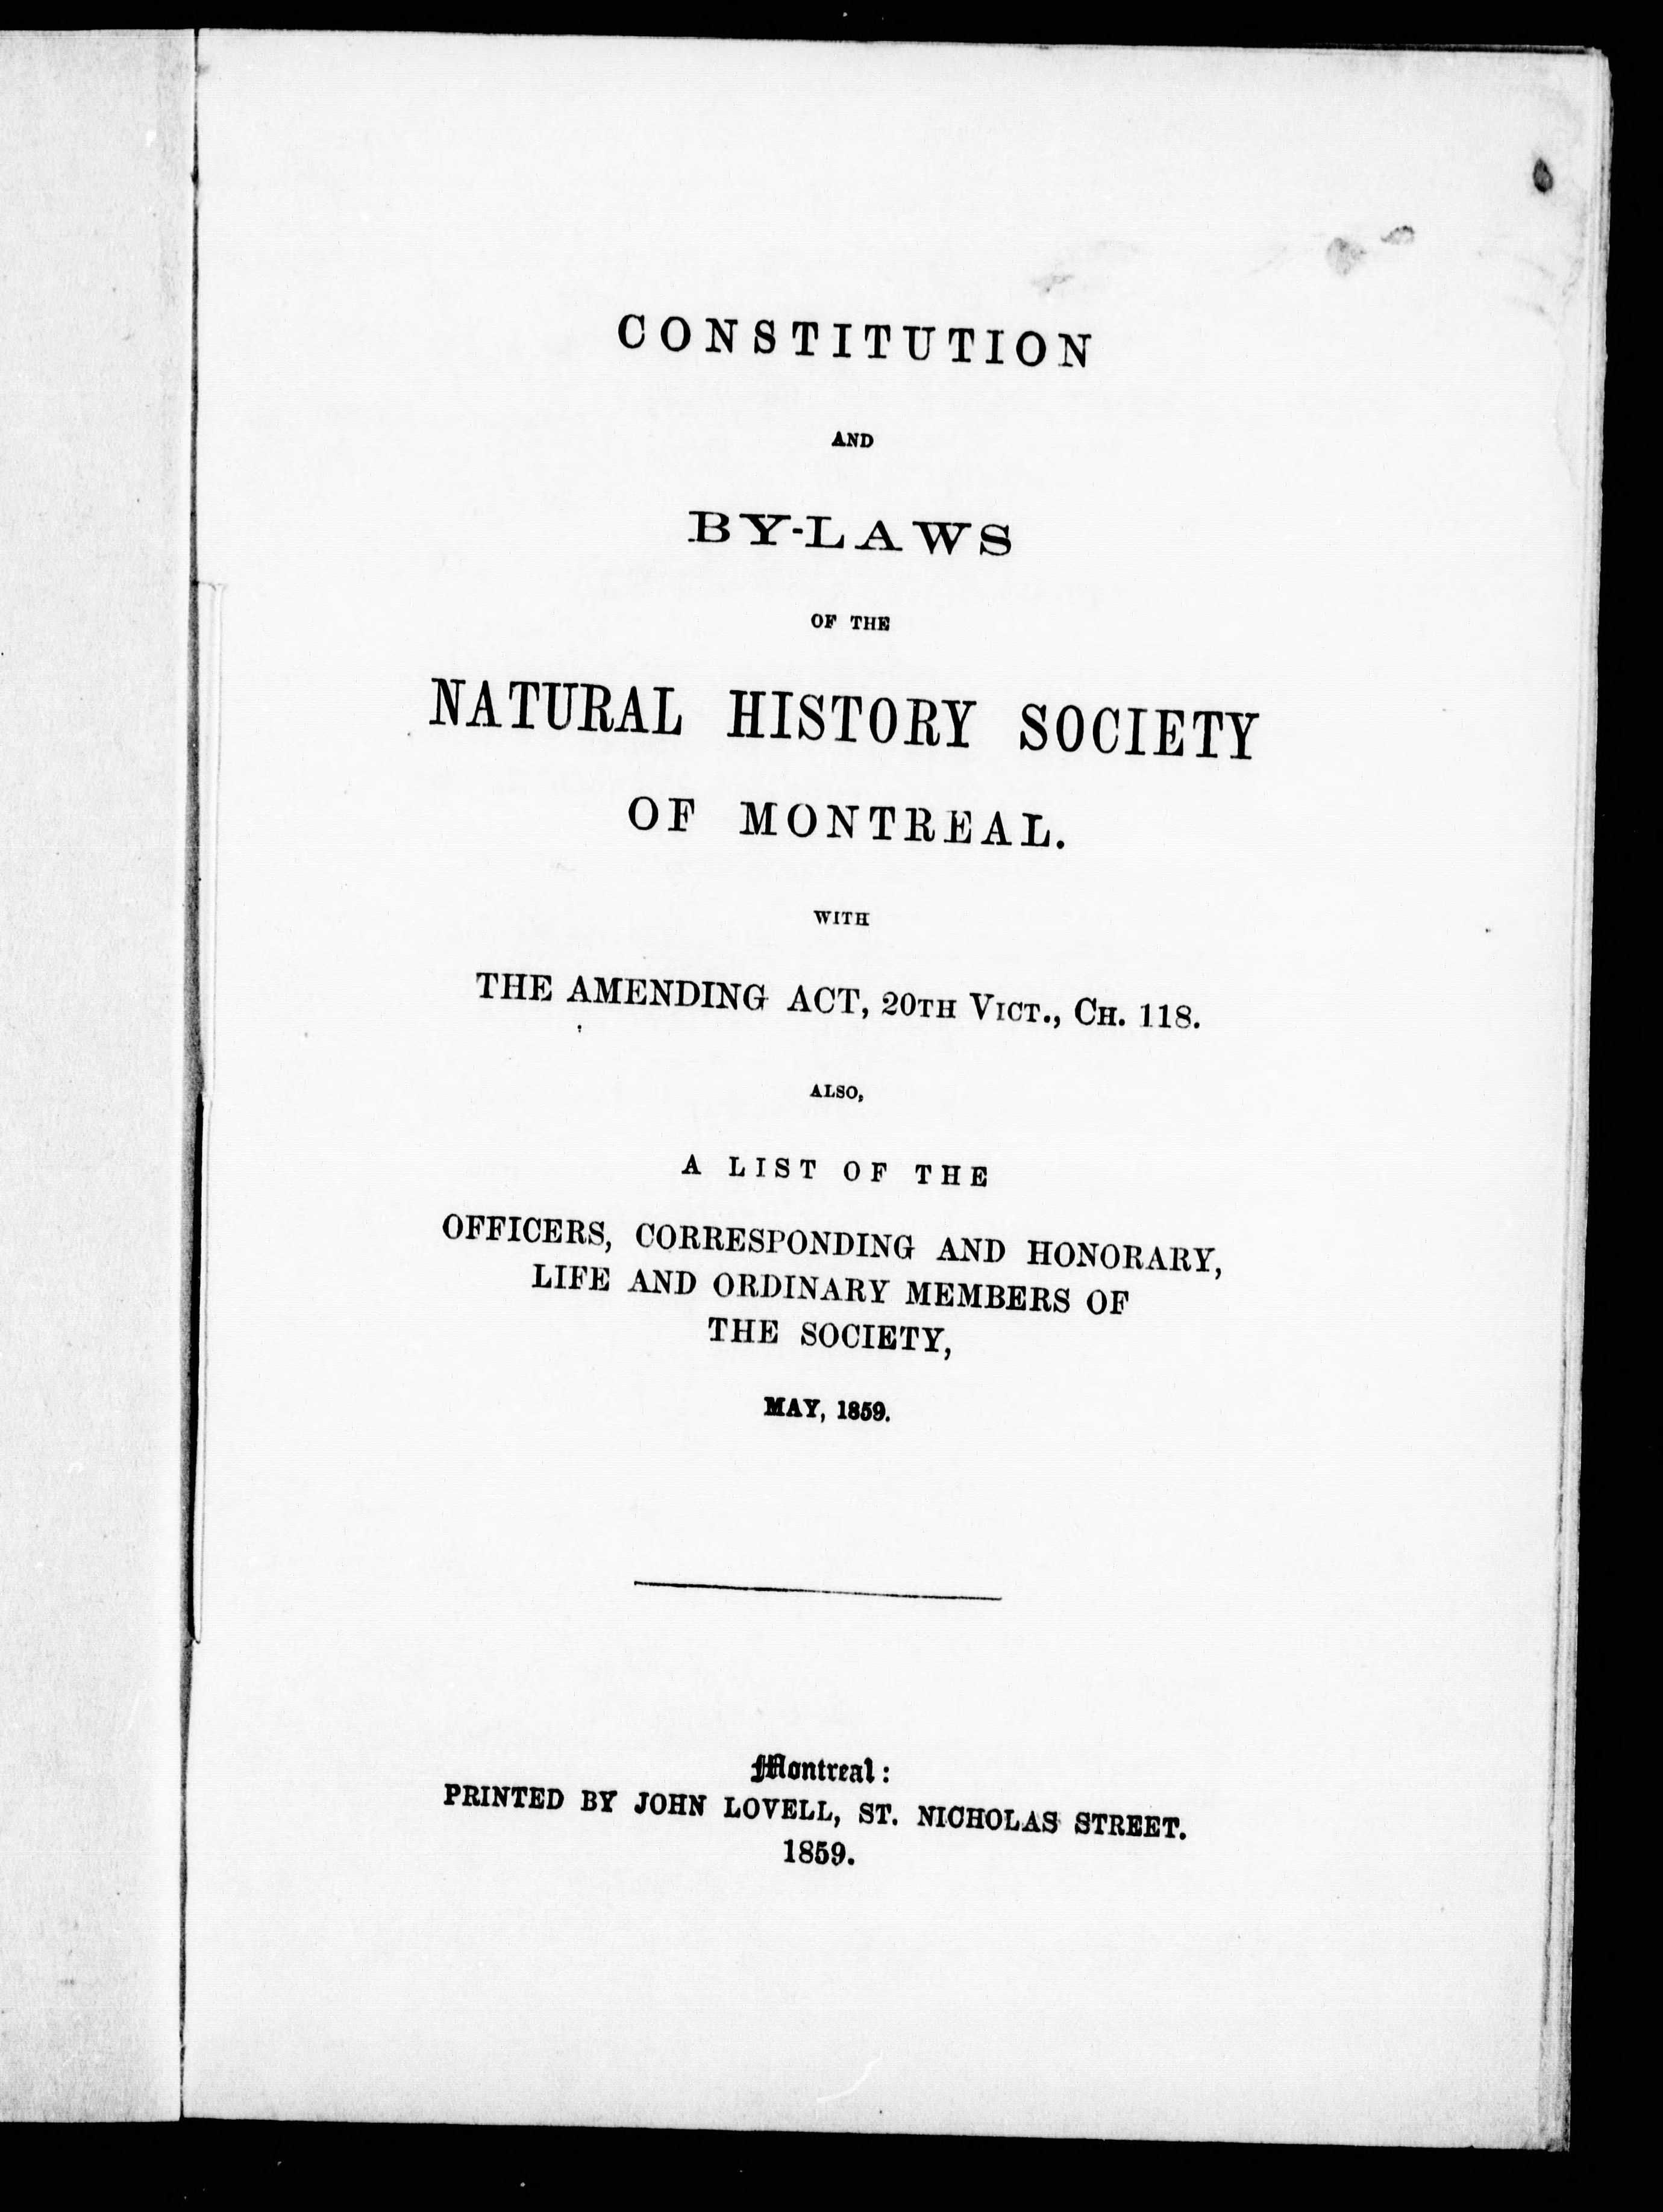 CONSTITUTION
AND
BY-LAWS
OF THE
NATURAL HISTORY SOCIETY
OF MONTREAL.
WITH
THE AMENDING ACT, 20TH VICT., CH. 118.
ALSO,
A LIST OF THE
OFFICERS, CORRESPONDING AND HONORARY,
LIFE AND ORDINARY MEMBERS OF
THE SOCIETY,
MAY, 1859.
Montreal:
PRINTED BY JOHN LOVELL, ST. NICHOLAS STREET.
1859.